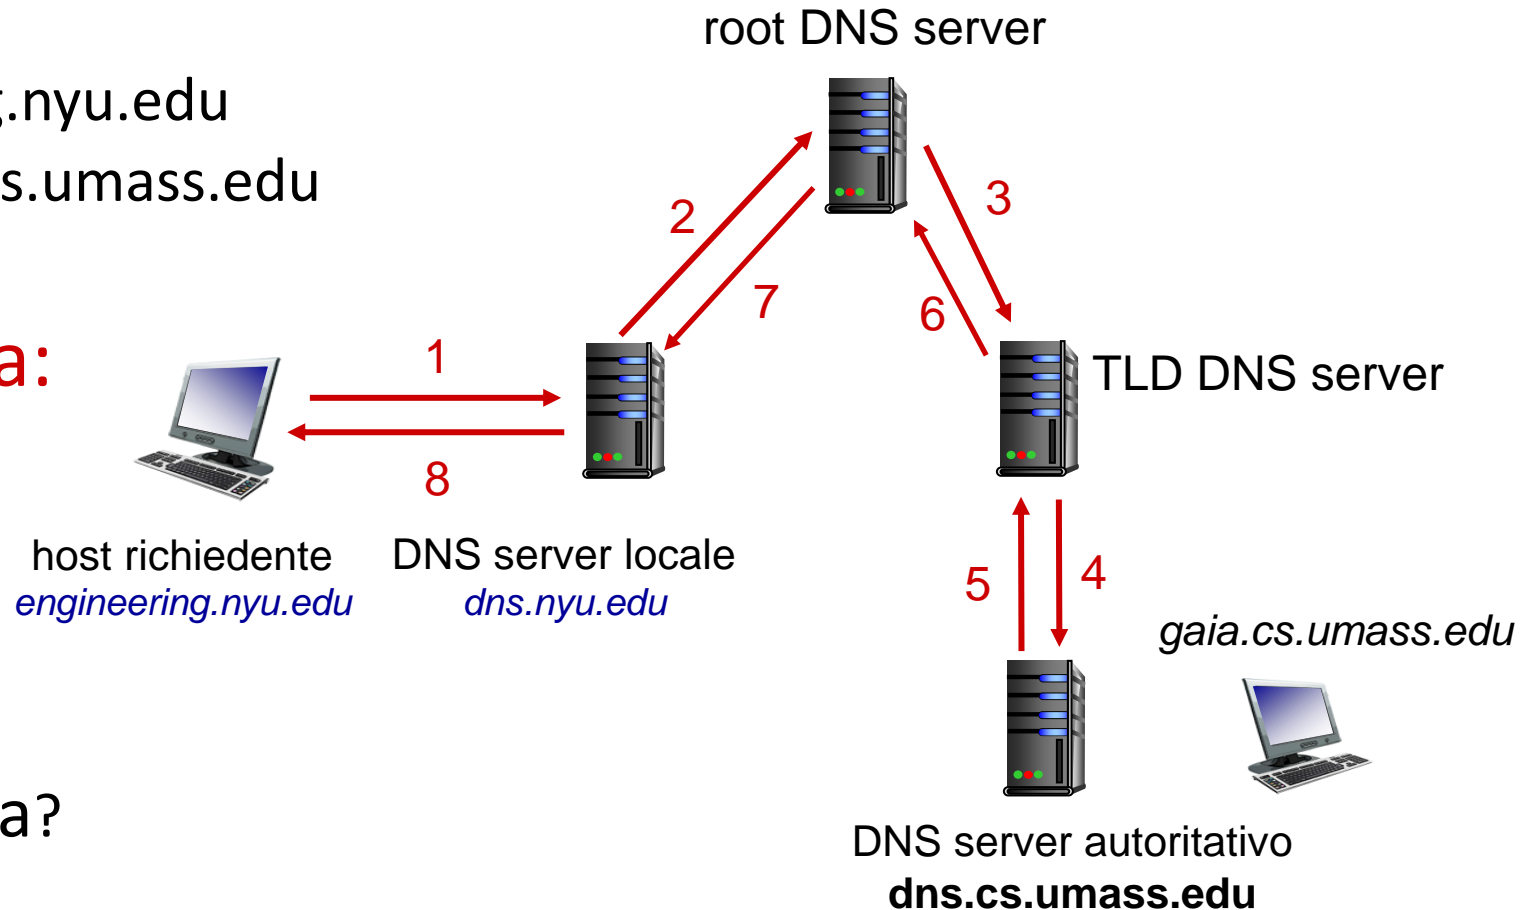 root DNS server
g.nyu.edu
s.umass.edu
2
3
7
6
a:
1
TLD DNS server
8
host richiedente
engineering.nyu.edu
DNS server locale
dns.nyu.edu
5
4
gaia.cs.umass.edu
a?
DNS server autoritativo
dns.cs.umass.edu